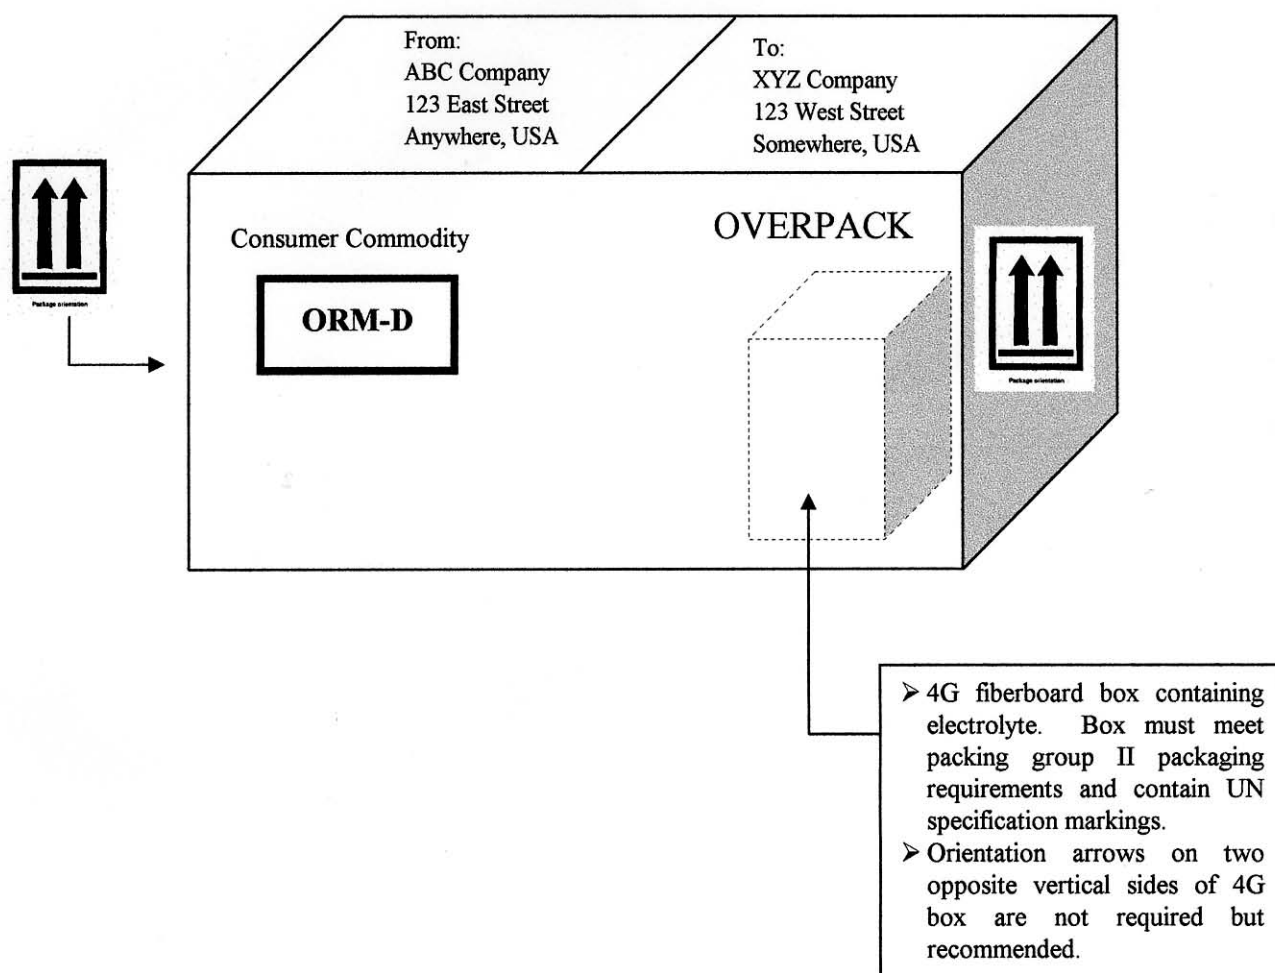 From:
ABC Company
123 East Street
Anywhere, USA
To:
XYZ Company
123 West Street
Somewhere, USA
Package orientation
Consumer Commodity
ORM-D
OVERPACK
Package orientation
➢ 4G fiberboard box containing
electrolyte. Box must meet
packing group II packaging
requirements and contain UN
specification markings.
➢ Orientation arrows on two
opposite vertical sides of 4G
box are not required but
recommended.